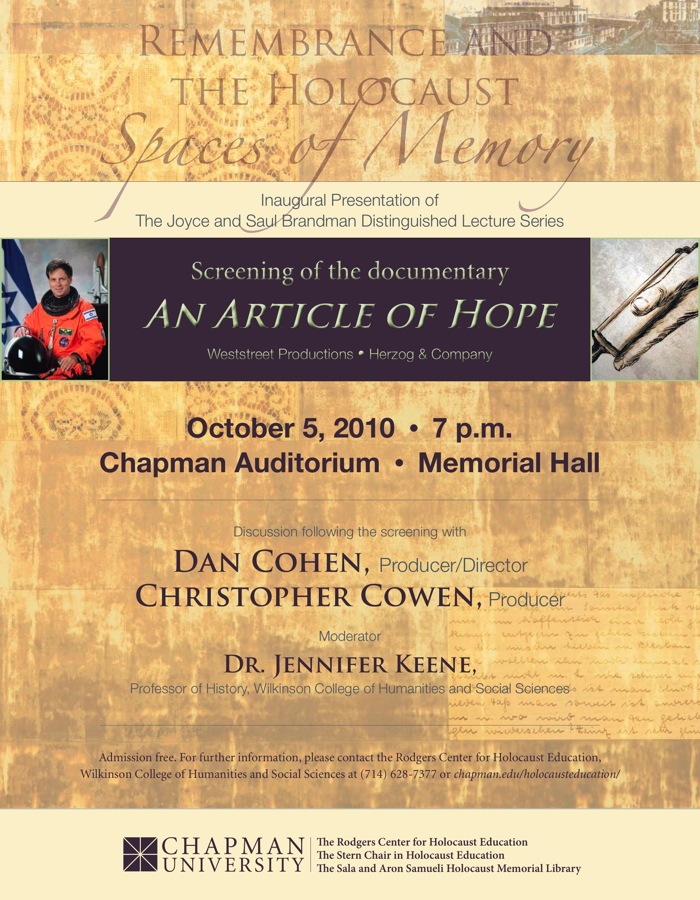 REMEMBRANCE AND
THE HOLOCAUST
Spaces of Memory
Inaugural Presentation of
The Joyce and Saul Brandman Distinguished Lecture Series
Screening of the documentary
AN ARTICLE OF HOPE
Weststreet Productions • Herzog & Company
October 5, 2010 • 7 p.m.
Chapman Auditorium • Memorial Hall
Discussion following the screening with
DAN COHEN, Producer/Director
CHRISTOPHER COWEN, Producer
Moderator
DR. JENNIFER KEENE,
Professor of History, Wilkinson College of Humanities and Social Sciences
Admission free. For further information, please contact the Rodgers Center for Holocaust Education,
Wilkinson College of Humanities and Social Sciences at (714) 628-7377 or chapman.edu/holocausteducation/
CHAPMAN
UNIVERSITY
The Rodgers Center for Holocaust Education
The Stern Chair in Holocaust Education
The Sala and Aron Samueli Holocaust Memorial Library